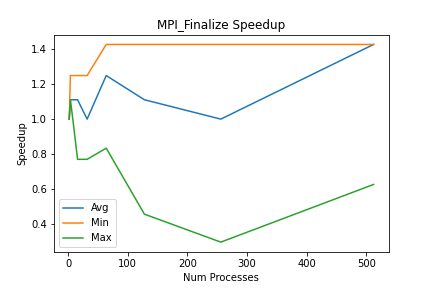 MPI_Finalize Speedup
Speedup
1.4
1.2
1.0
0.8
0.6
0.4
Avg
Min
Max
0 100 200 300 400 500
Num Processes